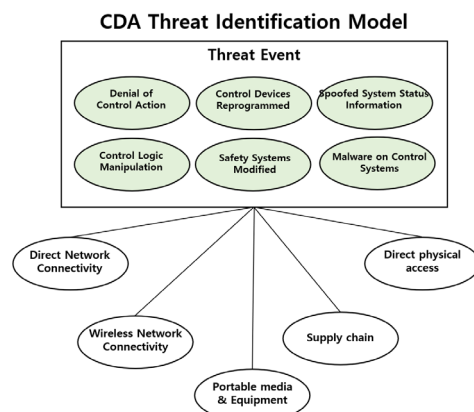 CDA Threat Identification Model
Threat Event
Denial of
Control Action
Control Devices
Reprogrammed
Spoofed System Status
Information
Control Logic
Manipulation
Safety Systems
Modified
Malware on Control
Systems
Direct Network
Connectivity
Direct physical
access
Wireless Network
Connectivity
Supply chain
Portable media
& Equipment